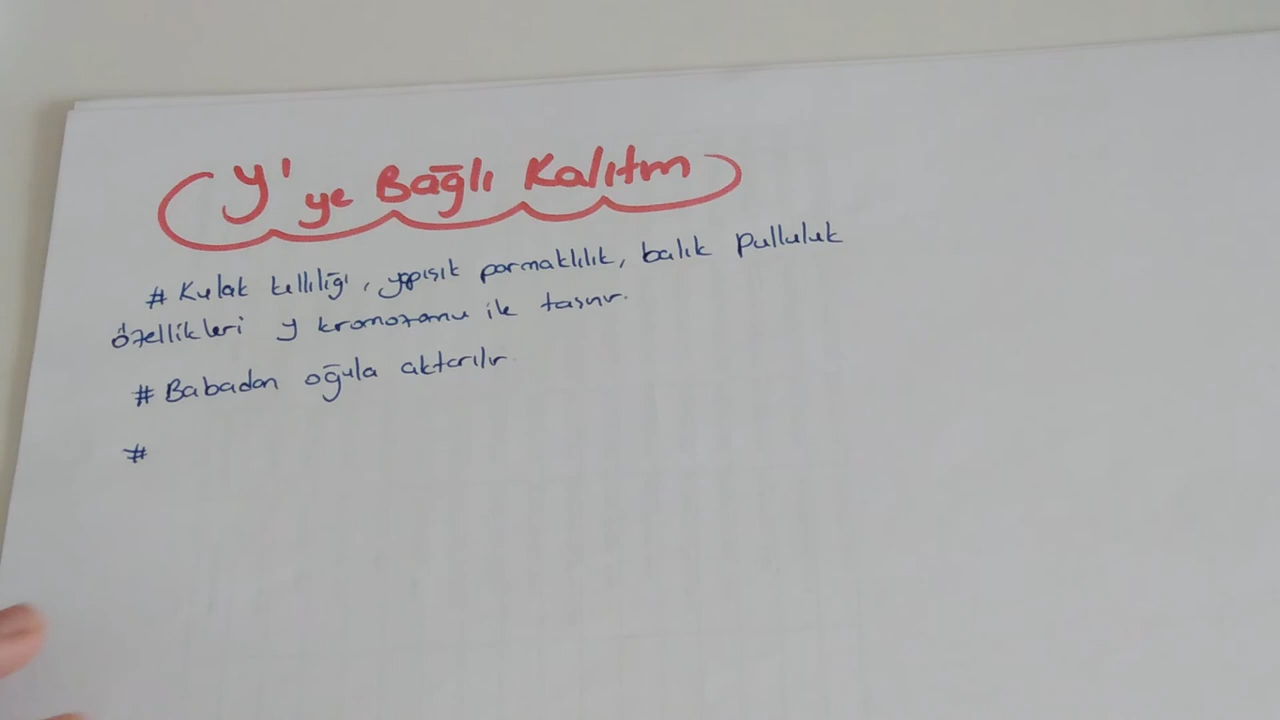 Y'ye Bağlı Kalıtım
# Kulak kıllılığı, yapışık parmaklılık, balık pulluluk
özellikleri y kromozomu ile taşınır.
# Babadan oğula aktarılır.
#